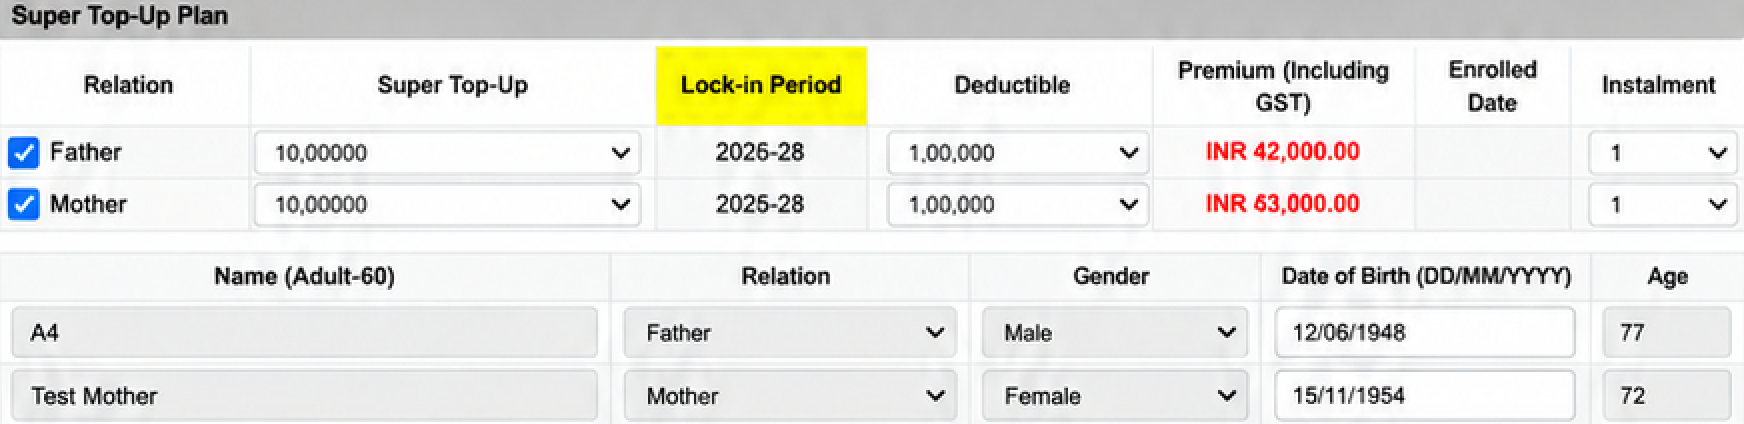 Super Top-Up Plan
Relation Super Top-Up Lock-in Period Deductible Premium (Including GST) Enrolled Date Instalment
Father 10,00000 2026-28 1,00,000 INR 42,000.00 1
Mother 10,00000 2025-28 1,00,000 INR 63,000.00 1
Name (Adult-60) Relation Gender Date of Birth (DD/MM/YYYY) Age
A4 Father Male 12/06/1948 77
Test Mother Mother Female 15/11/1954 72